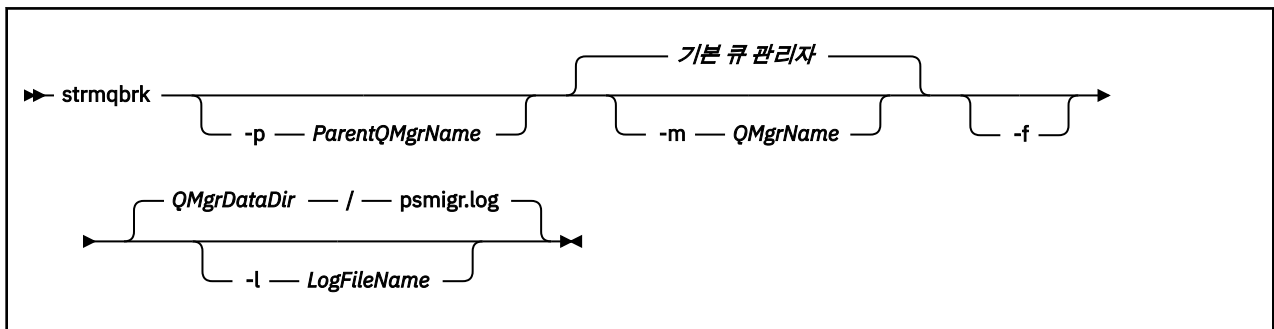 기본 큐 관리자
strmqbrk
-p ParentQMgrName
-m QMgrName
-f
QMgrDataDir / psmigr.log
-l LogFileName